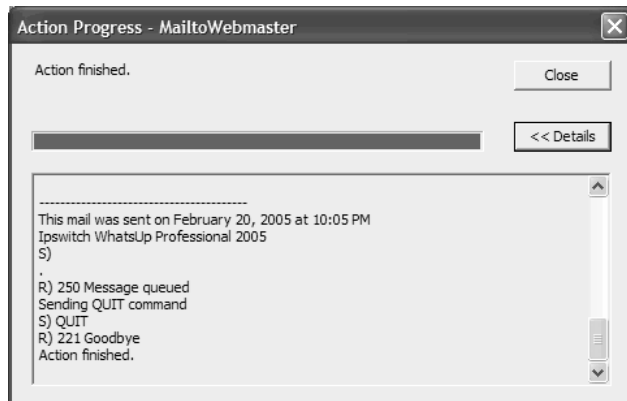 Action Progress - MailtoWebmaster
Action finished.
Close
<< Details
----------------------------------------
This mail was sent on February 20, 2005 at 10:05 PM
Ipswitch WhatsUp Professional 2005
S)
.
R) 250 Message queued
Sending QUIT command
S) QUIT
R) 221 Goodbye
Action finished.